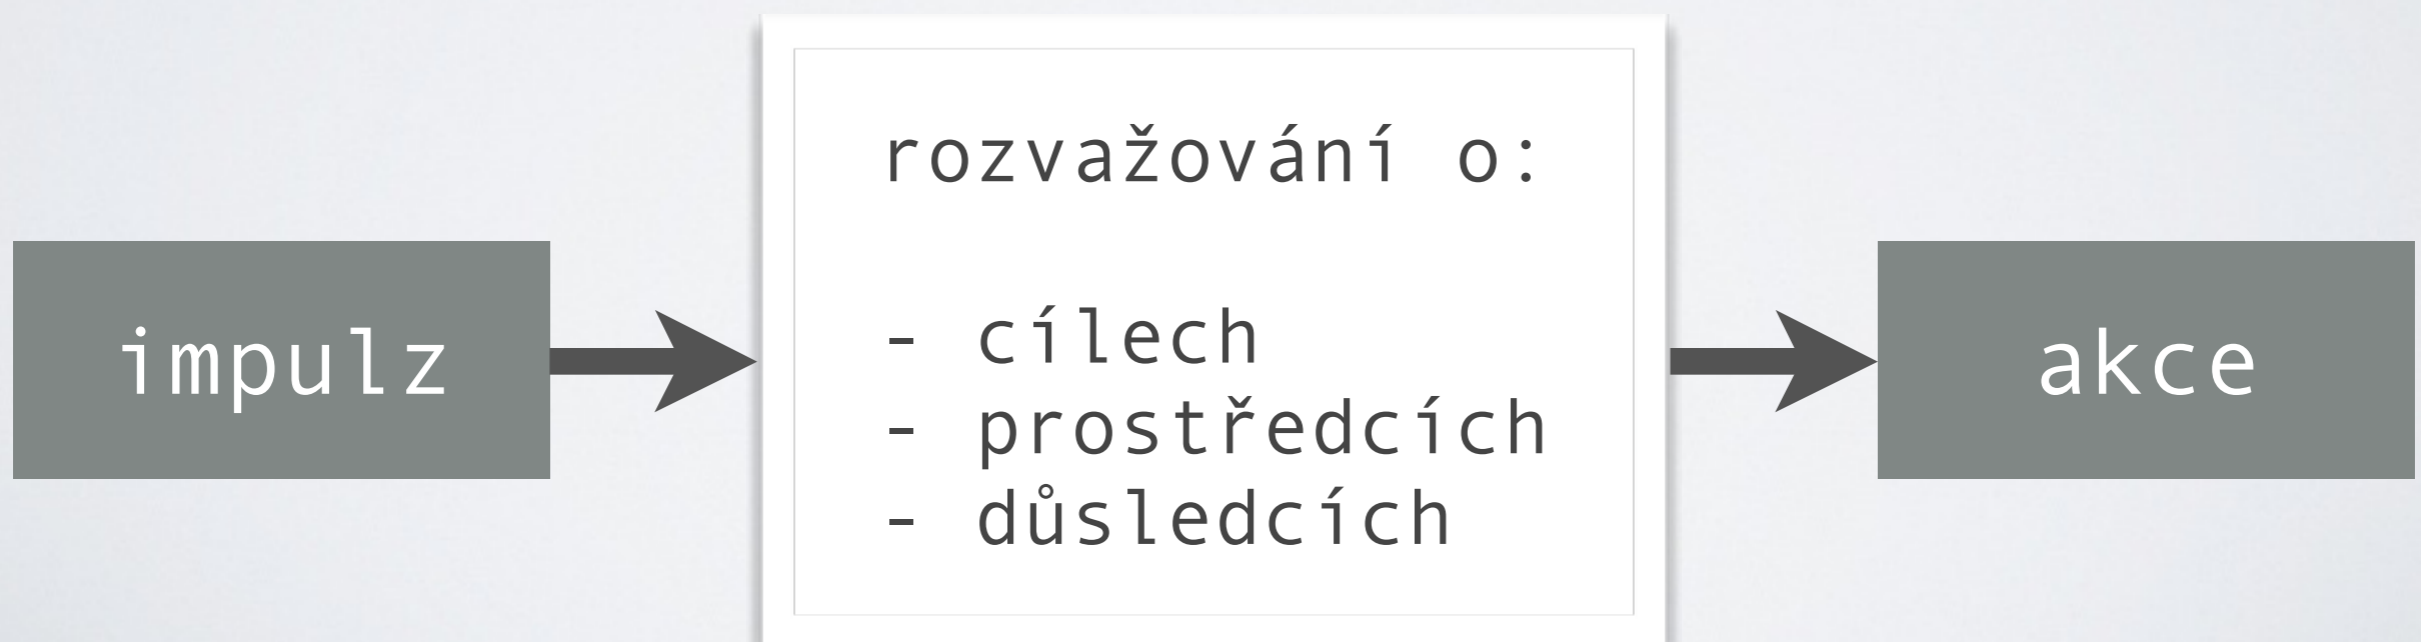 impulz
rozvažování o:
- cílech
- prostředcích
- důsledcích
akce